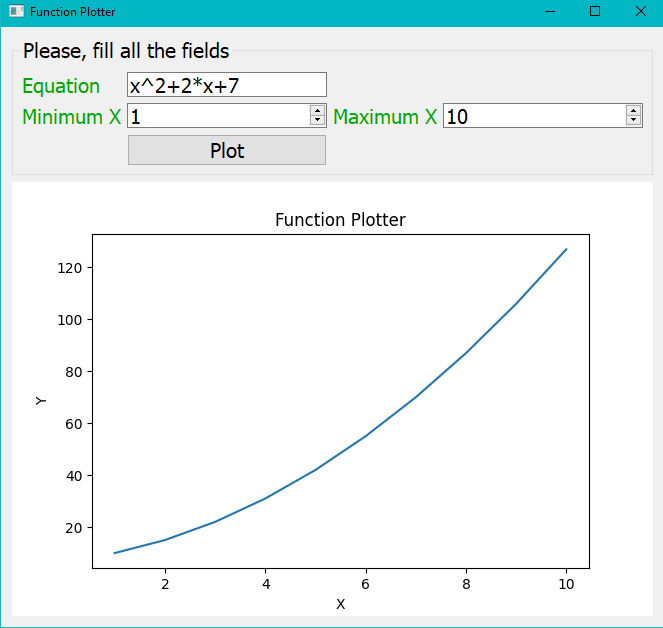 Function Plotter
Please, fill all the fields
Equation x^2+2*x+7
Minimum X 1 Maximum X 10
Plot
Function Plotter
120
100
80
60
40
20
Y
2 4 6 8 10
X